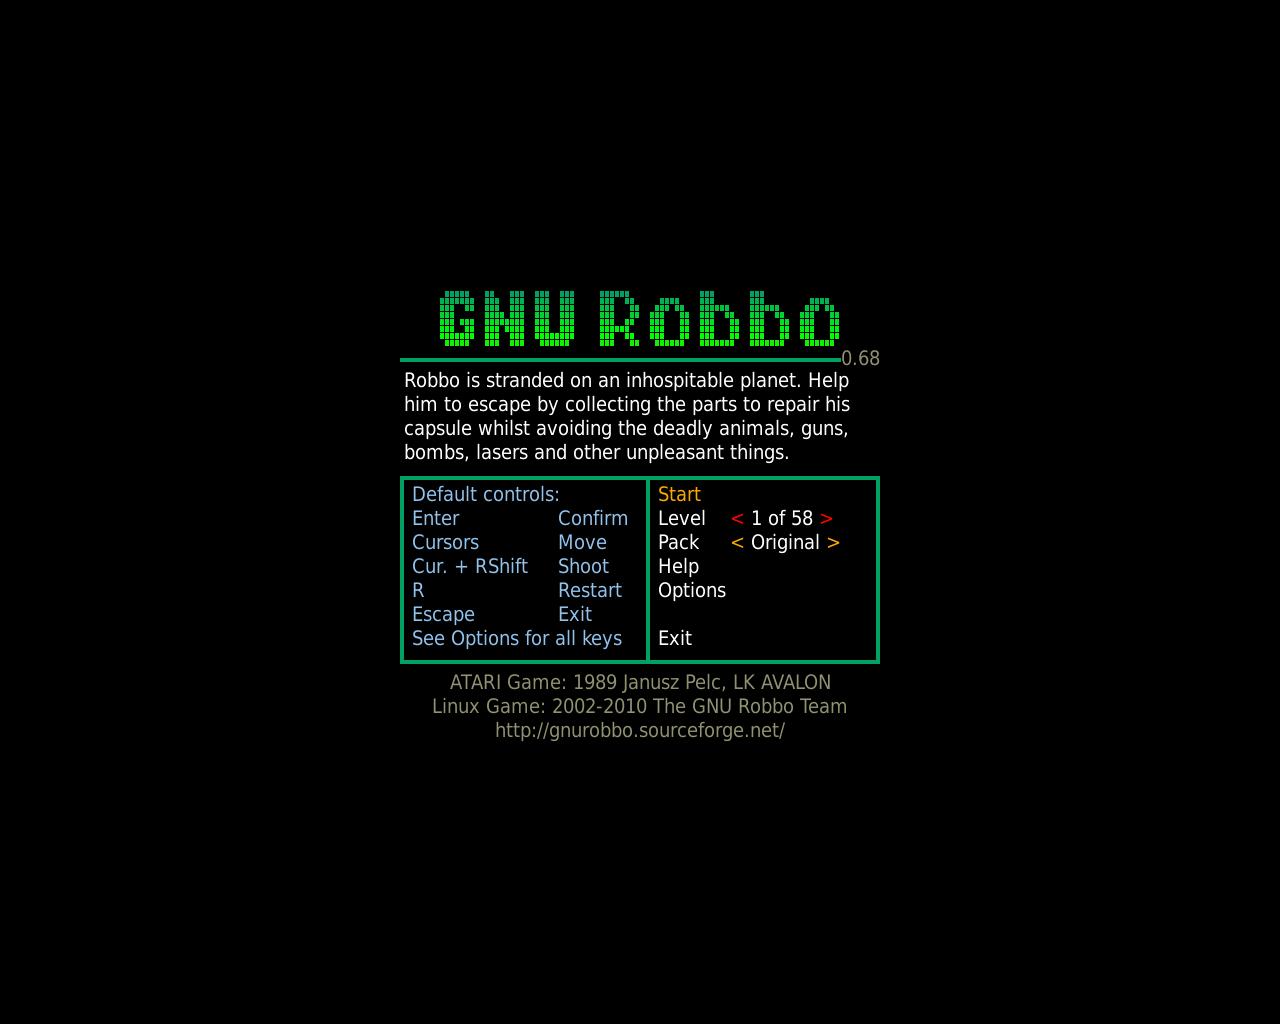 GNU Robbo
0.68
Robbo is stranded on an inhospitable planet. Help
him to escape by collecting the parts to repair his
capsule whilst avoiding the deadly animals, guns,
bombs, lasers and other unpleasant things.
Default controls:
Enter Confirm
Cursors Move
Cur. + RShift Shoot
R Restart
Escape Exit
See Options for all keys
Start
Level < 1 of 58 >
Pack < Original >
Help
Options
Exit
ATARI Game: 1989 Janusz Pelc, LK AVALON
Linux Game: 2002-2010 The GNU Robbo Team
http://gnurobbo.sourceforge.net/